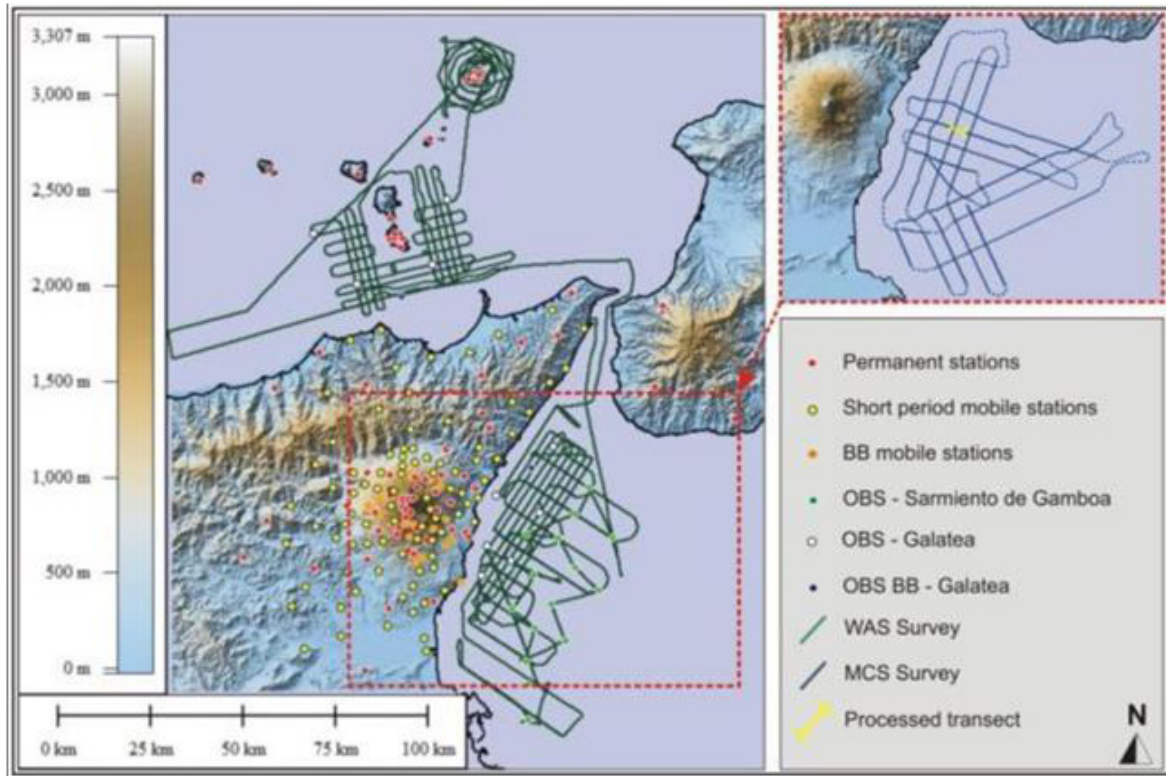 3,307 m
3,000 m
2,500 m
2,000 m
1,500 m
1,000 m
500 m
0 m
0 km 25 km 50 km 75 km 100 km
Permanent stations
Short period mobile stations
BB mobile stations
OBS - Sarmiento de Gamboa
OBS - Galatea
OBS BB - Galatea
WAS Survey
MCS Survey
Processed transect
N